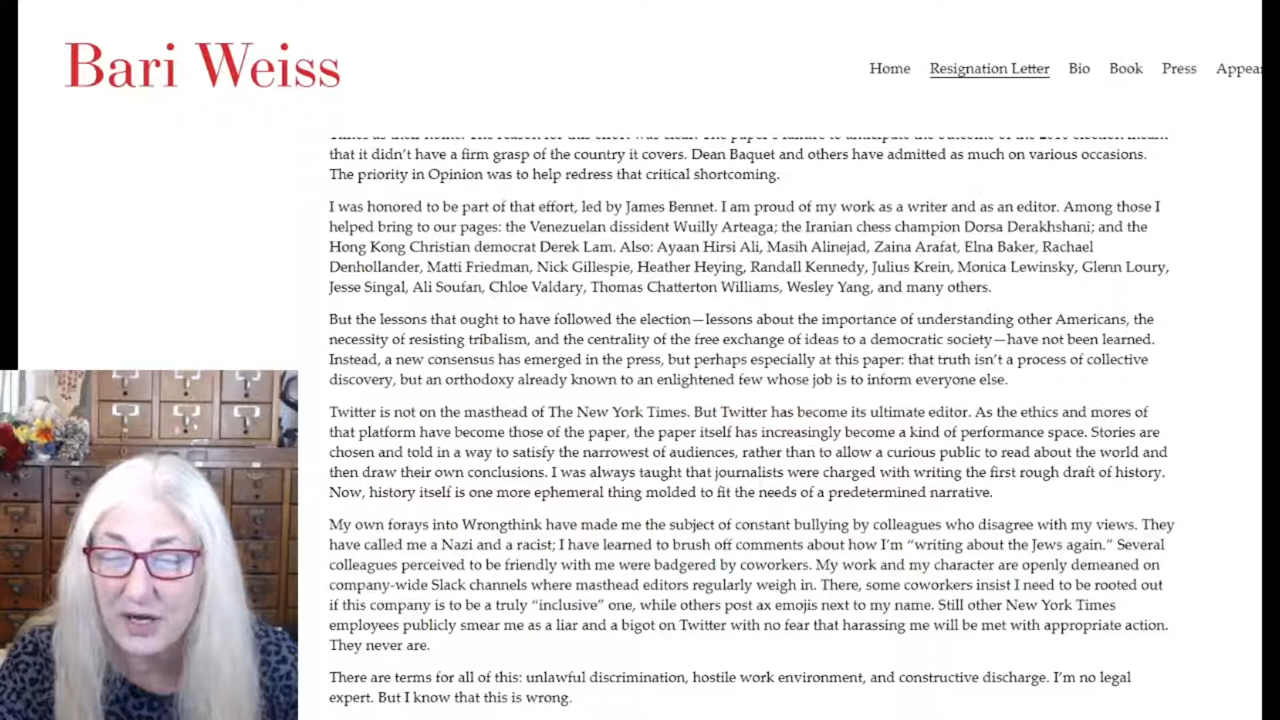 Bari Weiss
Home Resignation Letter Bio Book Press Appear
that it didn't have a firm grasp of the country it covers. Dean Baquet and others have admitted as much on various occasions.
The priority in Opinion was to help redress that critical shortcoming.
I was honored to be part of that effort, led by James Bennet. I am proud of my work as a writer and as an editor. Among those I
helped bring to our pages: the Venezuelan dissident Wuilly Arteaga; the Iranian chess champion Dorsa Derakhshani; and the
Hong Kong Christian democrat Derek Lam. Also: Ayaan Hirsi Ali, Masih Alinejad, Zaina Arafat, Elna Baker, Rachael
Denhollander, Matti Friedman, Nick Gillespie, Heather Heying, Randall Kennedy, Julius Krein, Monica Lewinsky, Glenn Loury,
Jesse Singal, Ali Soufan, Chloe Valdary, Thomas Chatterton Williams, Wesley Yang, and many others.
But the lessons that ought to have followed the election—lessons about the importance of understanding other Americans, the
necessity of resisting tribalism, and the centrality of the free exchange of ideas to a democratic society—have not been learned.
Instead, a new consensus has emerged in the press, but perhaps especially at this paper: that truth isn't a process of collective
discovery, but an orthodoxy already known to an enlightened few whose job is to inform everyone else.
Twitter is not on the masthead of The New York Times. But Twitter has become its ultimate editor. As the ethics and mores of
that platform have become those of the paper, the paper itself has increasingly become a kind of performance space. Stories are
chosen and told in a way to satisfy the narrowest of audiences, rather than to allow a curious public to read about the world and
then draw their own conclusions. I was always taught that journalists were charged with writing the first rough draft of history.
Now, history itself is one more ephemeral thing molded to fit the needs of a predetermined narrative.
My own forays into Wrongthink have made me the subject of constant bullying by colleagues who disagree with my views. They
have called me a Nazi and a racist; I have learned to brush off comments about how I'm “writing about the Jews again.” Several
colleagues perceived to be friendly with me were badgered by coworkers. My work and my character are openly demeaned on
company-wide Slack channels where masthead editors regularly weigh in. There, some coworkers insist I need to be rooted out
if this company is to be a truly “inclusive” one, while others post ax emojis next to my name. Still other New York Times
employees publicly smear me as a liar and a bigot on Twitter with no fear that harassing me will be met with appropriate action.
They never are.
There are terms for all of this: unlawful discrimination, hostile work environment, and constructive discharge. I'm no legal
expert. But I know that this is wrong.